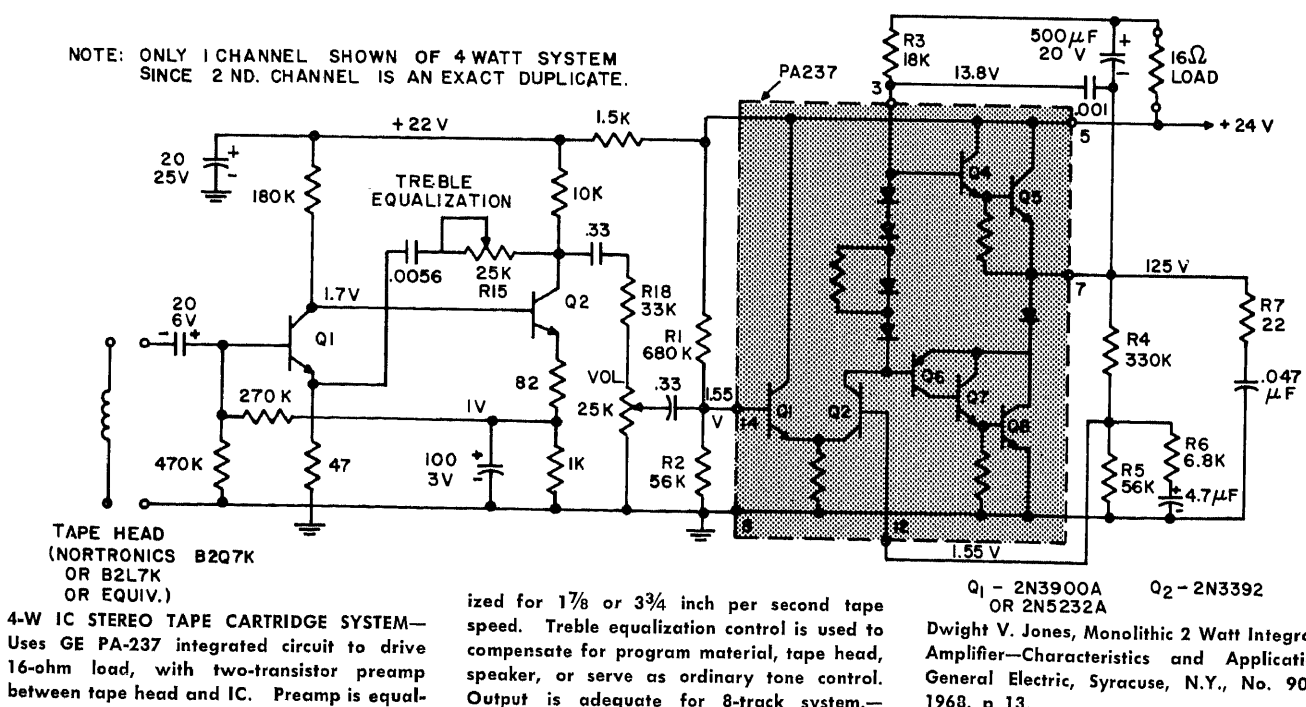 NOTE: ONLY 1 CHANNEL SHOWN OF 4 WATT SYSTEM
SINCE 2 ND. CHANNEL IS AN EXACT DUPLICATE.
+22 V
20
25V
180K
TREBLE
EQUALIZATION
1.5K
10K
.0056
25K
R15
.33
1.7V
20
6V
- +
Q1
Q2
R18
33K
R1
680K
82
VOL
25K
.33
1.55
V
270 K
1V
470K
47
100
3V
1K
R2
56K
TAPE HEAD
(NORTRONICS B2Q7K
OR B2L7K
OR EQUIV.)
PA237
R3
18K
500µF
20 V
16Ω
LOAD
13.8V
3
.001
5
+ 24 V
Q4
Q5
125 V
7
R7
22
R4
330K
.047
µF
Q6
Q7
Q8
14
Q1
Q2
R6
6.8K
R5
56K
4.7µF
8
12
1.55 V
Q1 - 2N3900A
OR 2N5232A
Q2 - 2N3392
4-W IC STEREO TAPE CARTRIDGE SYSTEM—
Uses GE PA-237 integrated circuit to drive
16-ohm load, with two-transistor preamp
between tape head and IC. Preamp is equal-
ized for 1⅞ or 3¾ inch per second tape
speed. Treble equalization control is used to
compensate for program material, tape head,
speaker, or serve as ordinary tone control.
Output is adequate for 8-track system.—
Dwight V. Jones, Monolithic 2 Watt Integra
Amplifier—Characteristics and Applicati
General Electric, Syracuse, N.Y., No. 90
1968, p 13